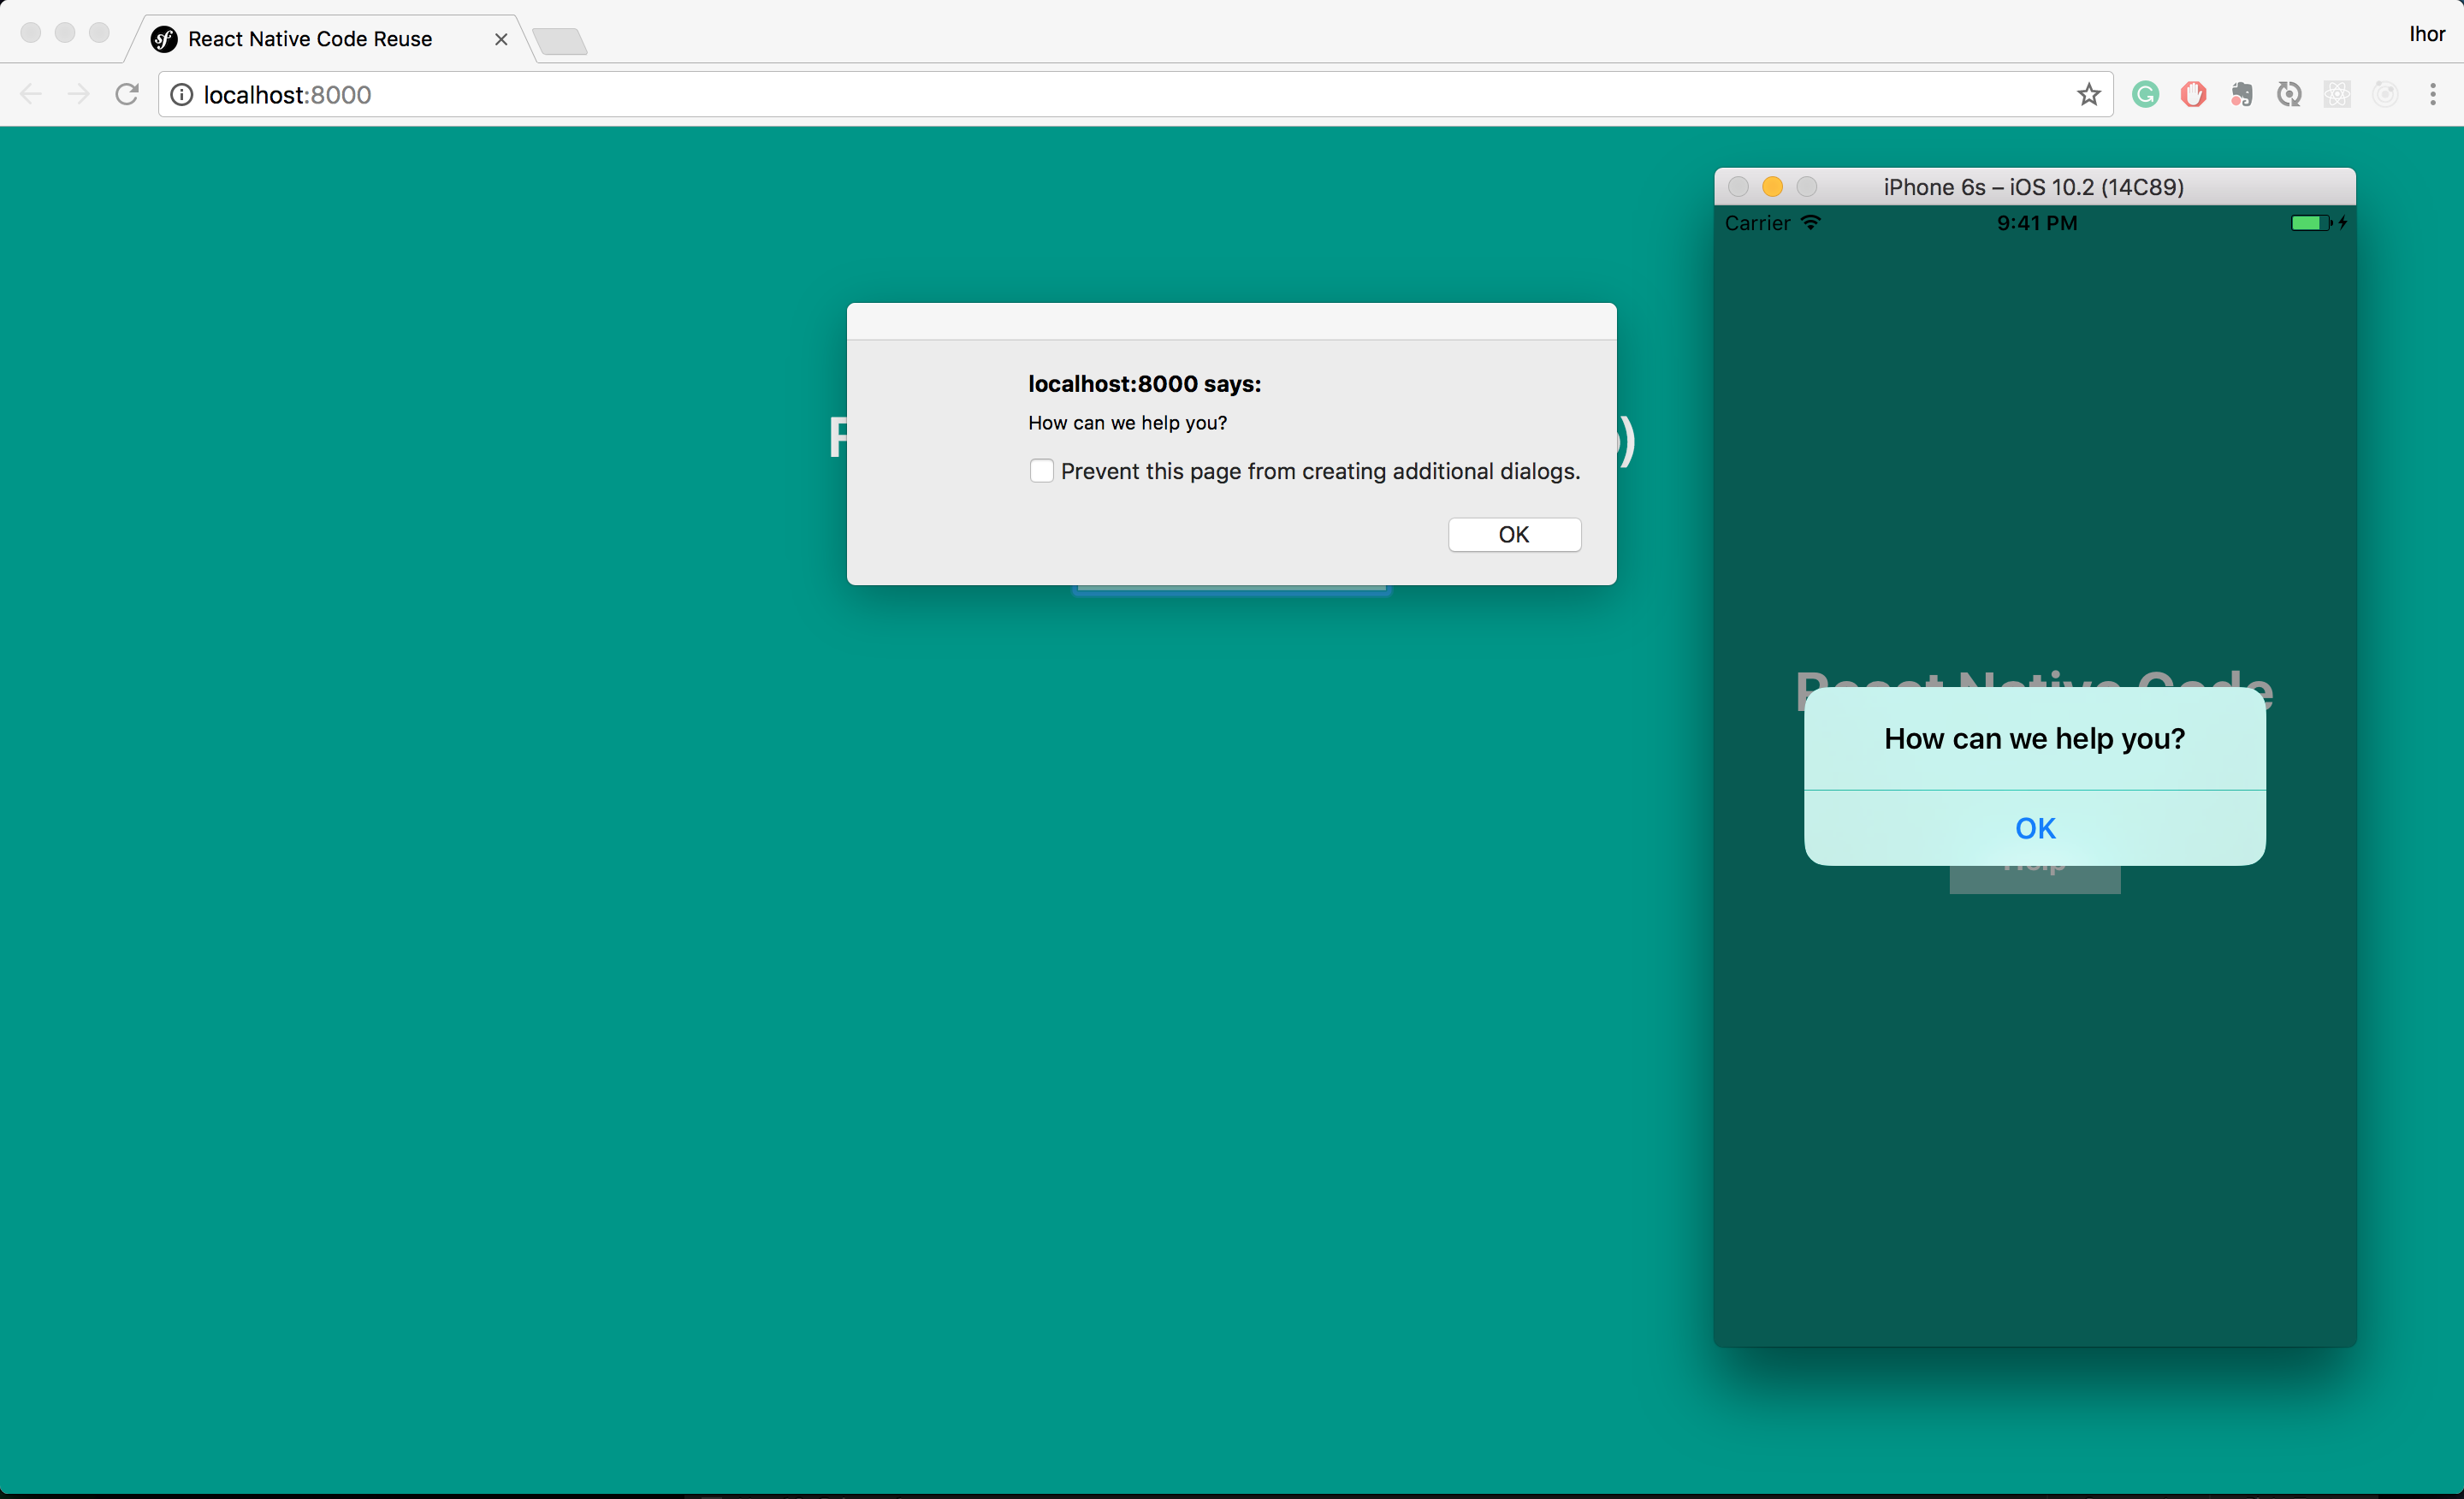 React Native Code Reuse
Ihor
localhost:8000
iPhone 6s – iOS 10.2 (14C89)
Carrier
9:41 PM
localhost:8000 says:
How can we help you?
Prevent this page from creating additional dialogs.
OK
)
React Native Code
How can we help you?
OK
Help